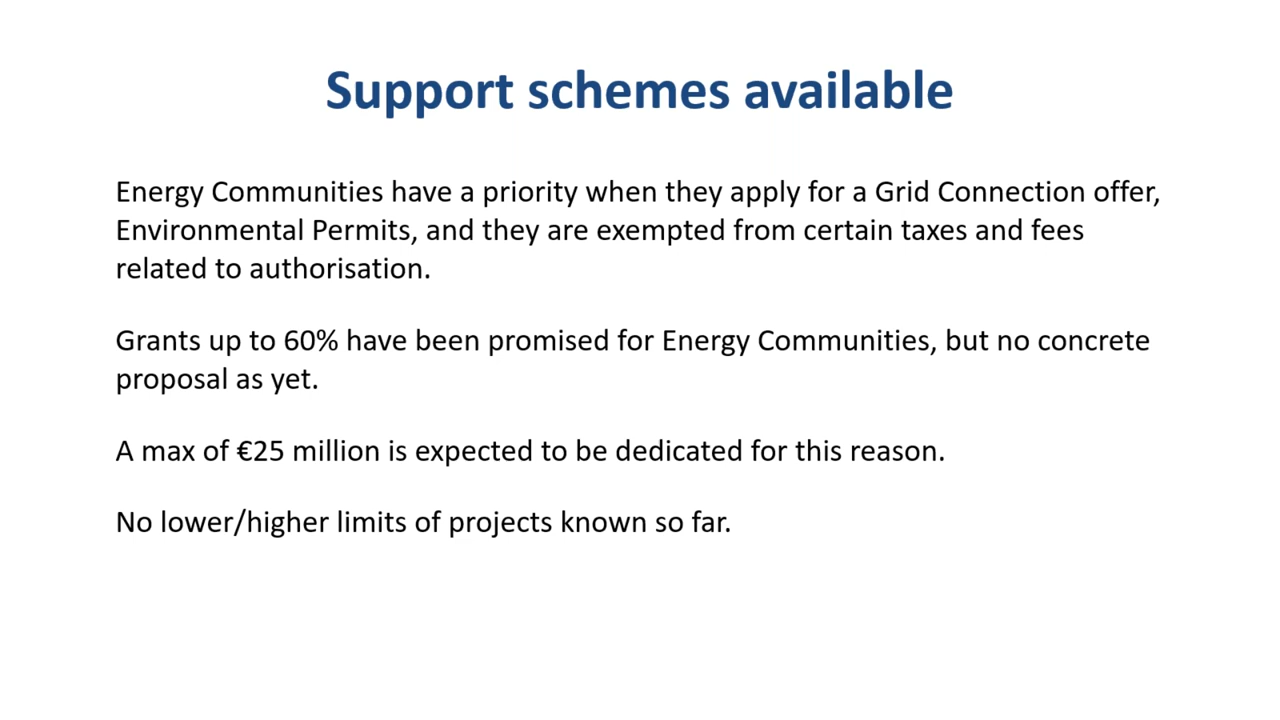 Support schemes available
Energy Communities have a priority when they apply for a Grid Connection offer,
Environmental Permits, and they are exempted from certain taxes and fees
related to authorisation.
Grants up to 60% have been promised for Energy Communities, but no concrete
proposal as yet.
A max of €25 million is expected to be dedicated for this reason.
No lower/higher limits of projects known so far.